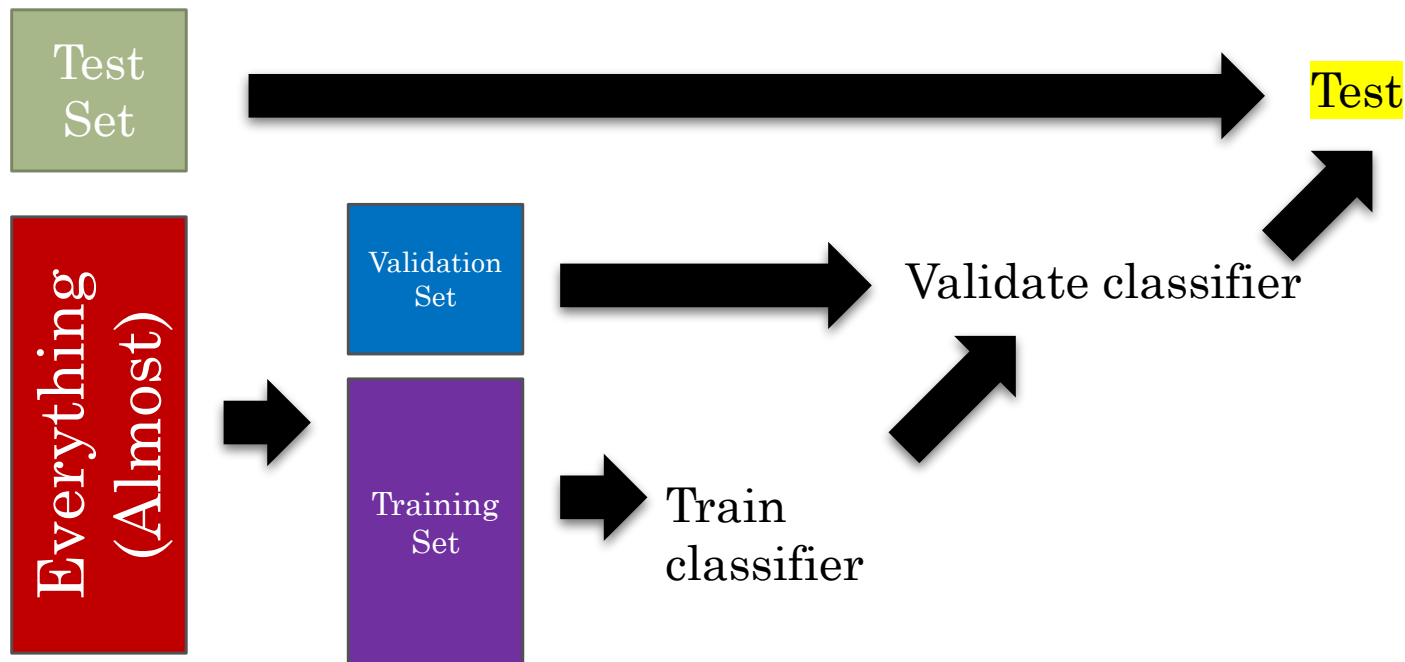 Test
Set
Test
Everything
(Almost)
Validation
Set
Validate classifier
Training
Set
Train
classifier